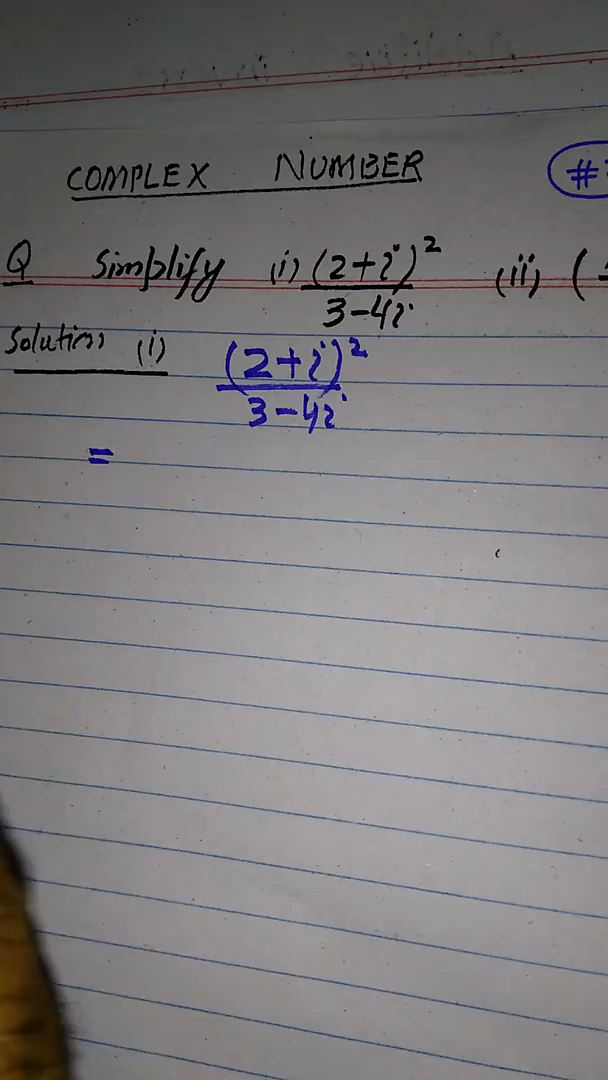 COMPLEX NUMBER #
Q Simplify (i) (2+i)² / 3-4i (ii) (
Solution (i) (2+i)² / 3-4i
=